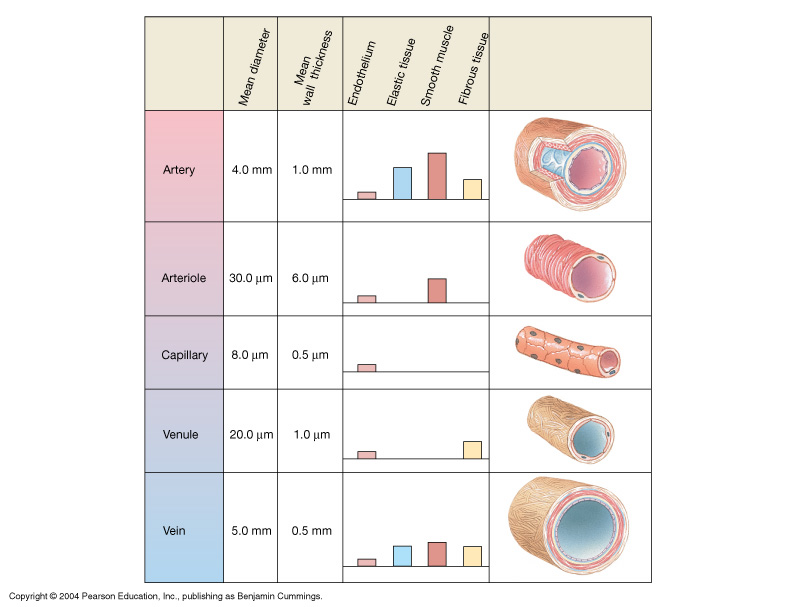 Mean diameter
Mean
wall thickness
Endothelium
Elastic tissue
Smooth muscle
Fibrous tissue
Artery 4.0 mm 1.0 mm
Arteriole 30.0 µm 6.0 µm
Capillary 8.0 µm 0.5 µm
Venule 20.0 µm 1.0 µm
Vein 5.0 mm 0.5 mm
Copyright © 2004 Pearson Education, Inc., publishing as Benjamin Cummings.